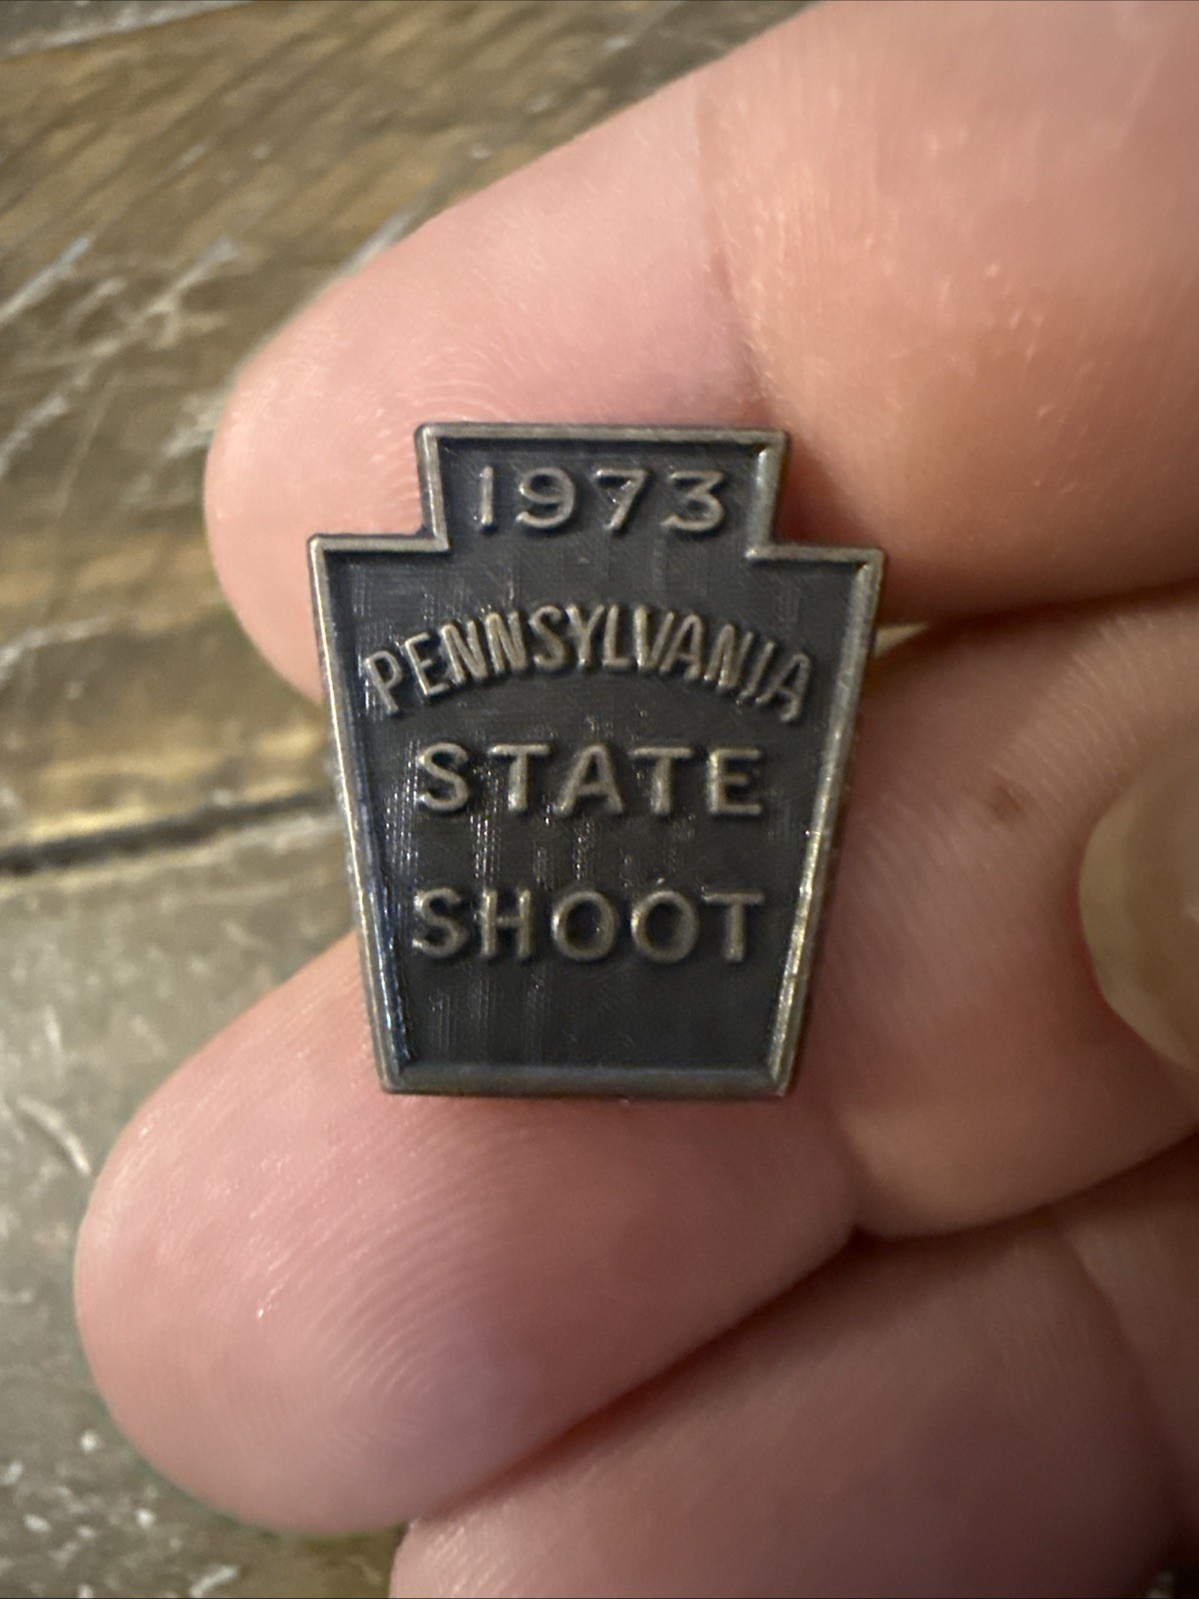 1973
PENNSYLVANIA
STATE
SHOOT